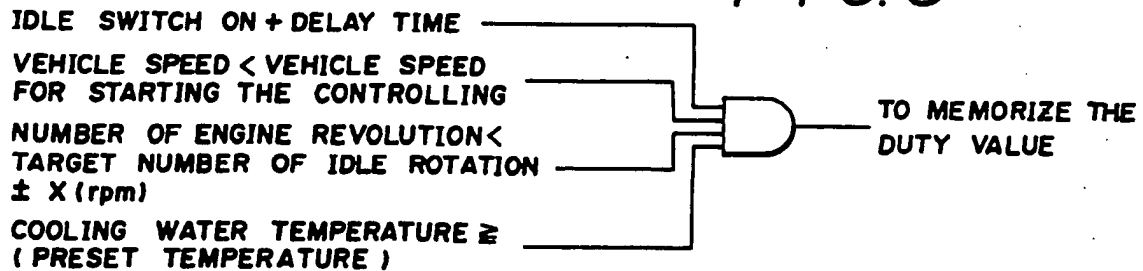 IDLE SWITCH ON + DELAY TIME
VEHICLE SPEED < VEHICLE SPEED
FOR STARTING THE CONTROLLING
NUMBER OF ENGINE REVOLUTION <
TARGET NUMBER OF IDLE ROTATION
± X (rpm)
COOLING WATER TEMPERATURE ≧
( PRESET TEMPERATURE )
TO MEMORIZE THE
DUTY VALUE